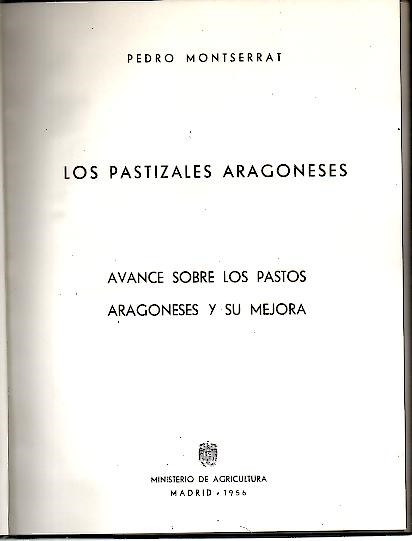 PEDRO MONTSERRAT
LOS PASTIZALES ARAGONESES
AVANCE SOBRE LOS PASTOS
ARAGONESES Y SU MEJORA
MINISTERIO DE AGRICULTURA
MADRID - 1956